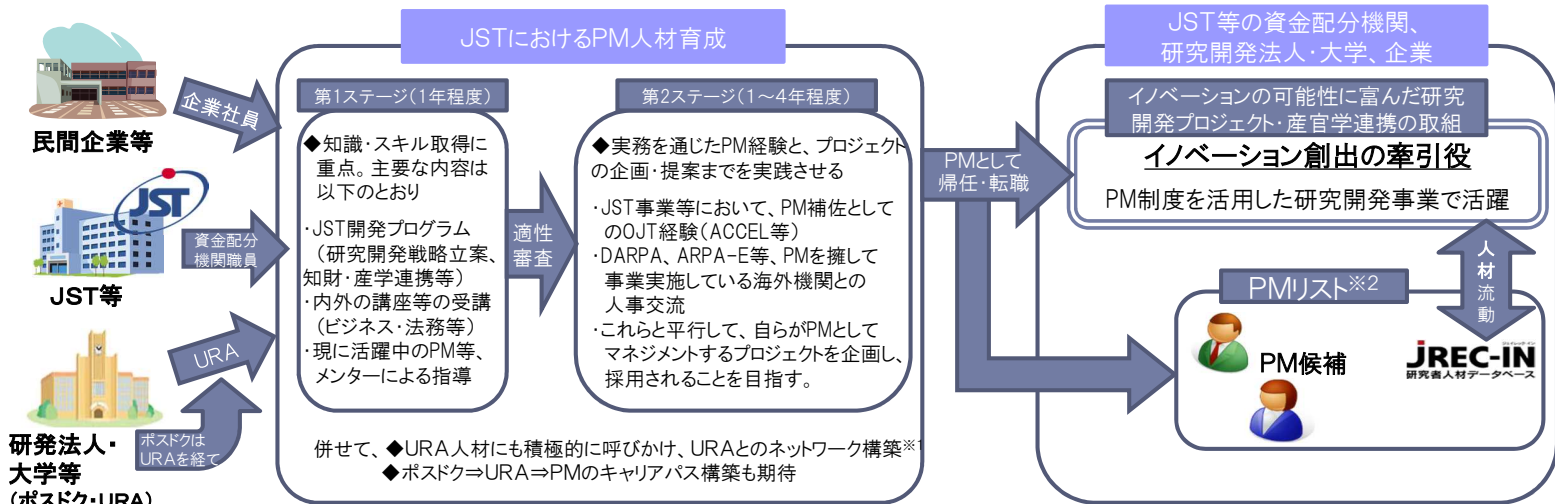 民間企業等
JST
JST等
研発法人・
大学等
(ポスドク・URA)
企業社員
資金配分
機関職員
URA
ポスドクは
URAを経て
JSTにおけるPM人材育成
第1ステージ(1年程度)
◆知識・スキル取得に
重点。主要な内容は
以下のとおり
・JST開発プログラム
(研究開発戦略立案、
知財・産学連携等)
・内外の講座等の受講
(ビジネス・法務等)
・現に活躍中のPM等、
メンターによる指導
適性
審査
第2ステージ(1～4年程度)
◆実務を通じたPM経験と、プロジェクト
の企画・提案までを実践させる
・JST事業等において、PM補佐として
のOJT経験(ACCEL等)
・DARPA、ARPA-E等、PMを擁して
事業実施している海外機関との
人事交流
・これらと平行して、自らがPMとして
マネジメントするプロジェクトを企画し、
採用されることを目指す。
併せて、◆URA人材にも積極的に呼びかけ、URAとのネットワーク構築※1
◆ポスドク⇒URA⇒PMのキャリアパス構築も期待
PMとして
帰任・転職
JST等の資金配分機関、
研究開発法人・大学、企業
イノベーションの可能性に富んだ研究
開発プロジェクト・産官学連携の取組
イノベーション創出の牽引役
PM制度を活用した研究開発事業で活躍
人材流動
PMリスト※2
PM候補
ジェイレック・イン
JREC-IN
研究者人材データベース